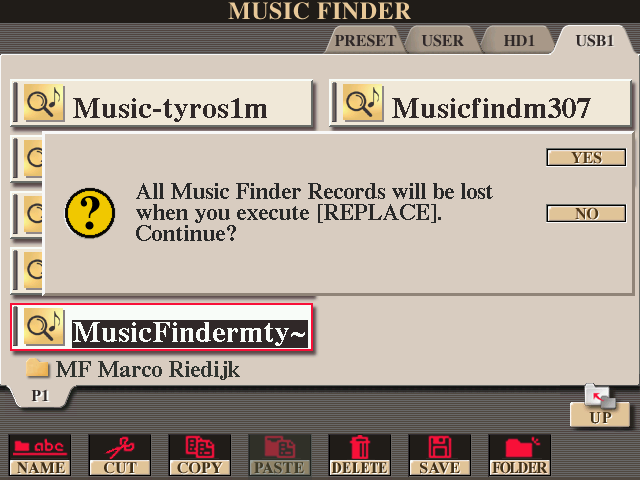 MUSIC FINDER
PRESET
USER
HD1
USB1
Music-tyros1m
Musicfindm307
YES
All Music Finder Records will be lost
when you execute [REPLACE].
Continue?
NO
MusicFindermty~
MF Marco Riedijk
P1
UP
abc
NAME
CUT
COPY
PASTE
DELETE
SAVE
FOLDER